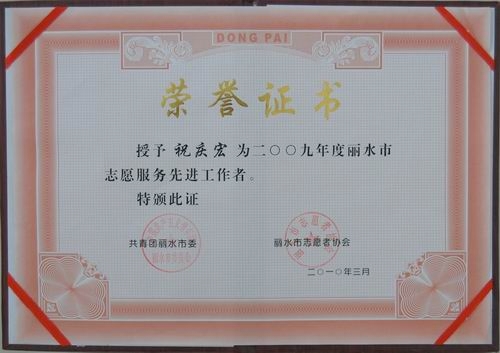 DONG PAI
荣誉证书
授予 祝庆宏 为二〇〇九年度丽水市
志愿服务先进工作者。
特颁此证
共青团丽水市委 丽水市志愿者协会
二〇一〇年三月